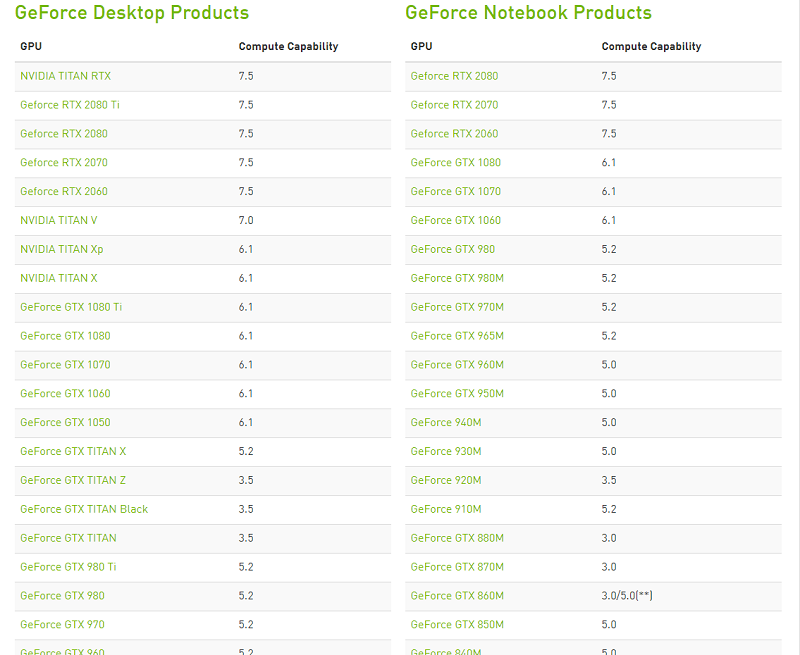 GeForce Desktop Products
GPU Compute Capability
NVIDIA TITAN RTX 7.5
Geforce RTX 2080 Ti 7.5
Geforce RTX 2080 7.5
Geforce RTX 2070 7.5
Geforce RTX 2060 7.5
NVIDIA TITAN V 7.0
NVIDIA TITAN Xp 6.1
NVIDIA TITAN X 6.1
GeForce GTX 1080 Ti 6.1
GeForce GTX 1080 6.1
GeForce GTX 1070 6.1
GeForce GTX 1060 6.1
GeForce GTX 1050 6.1
GeForce GTX TITAN X 5.2
GeForce GTX TITAN Z 3.5
GeForce GTX TITAN Black 3.5
GeForce GTX TITAN 3.5
GeForce GTX 980 Ti 5.2
GeForce GTX 980 5.2
GeForce GTX 970 5.2
GeForce GTX 960 5.2
GeForce Notebook Products
GPU Compute Capability
Geforce RTX 2080 7.5
Geforce RTX 2070 7.5
Geforce RTX 2060 7.5
GeForce GTX 1080 6.1
GeForce GTX 1070 6.1
GeForce GTX 1060 6.1
GeForce GTX 980 5.2
GeForce GTX 980M 5.2
GeForce GTX 970M 5.2
GeForce GTX 965M 5.2
GeForce GTX 960M 5.0
GeForce GTX 950M 5.0
GeForce 940M 5.0
GeForce 930M 5.0
GeForce 920M 3.5
GeForce 910M 5.2
GeForce GTX 880M 3.0
GeForce GTX 870M 3.0
GeForce GTX 860M 3.0/5.0(**)
GeForce GTX 850M 5.0
GeForce 840M 5.0